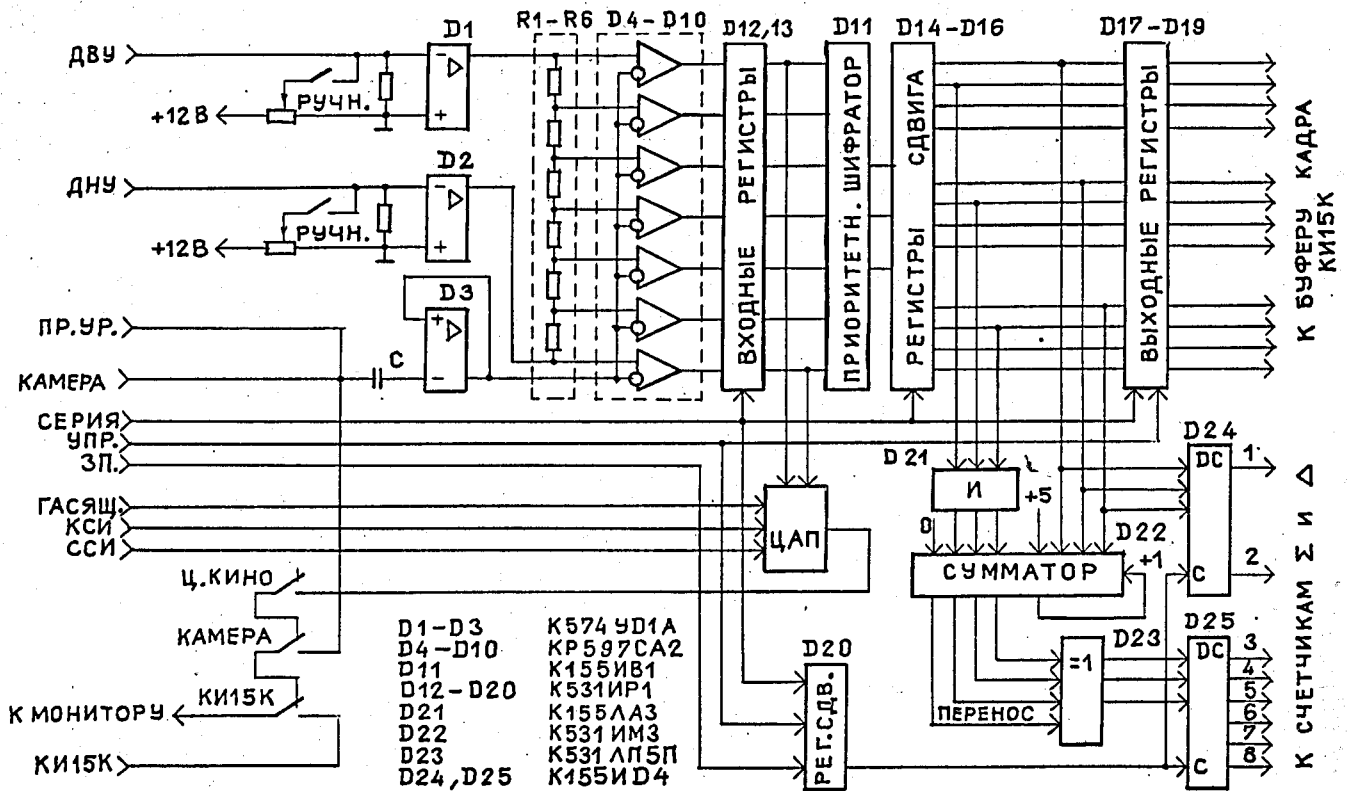 D1
R1-R6
D4-D10
D12,13
D11
D14-D16
D17-D19
ДВУ
-
+
РУЧН.
+12В
D2
ДНУ
-
+
РУЧН.
+12В
D3
+
-
ПР.УР.
С
КАМЕРА
СЕРИЯ
УПР.
ЗП.
ГАСЯЩ.
КСИ
ССИ
ВХОДНЫЕ РЕГИСТРЫ
ПРИОРИТЕТН. ШИФРАТОР
РЕГИСТРЫ СДВИГА
ВЫХОДНЫЕ РЕГИСТРЫ
К БУФЕРУ КАДРА
КИ15К
ЦАП
D21
И
+5
0
D22
+1
СУММАТОР
D24
DC
1
2
С
D23
=1
ПЕРЕНОС
D25
DC
3
4
5
6
7
8
С
К СЧЕТЧИКАМ Σ И Δ
D20
РЕГ.СДВ.
Ц.КИНО
КАМЕРА
КИ15К
К МОНИТОРУ
КИ15К
D1-D3 К574УD1А
D4-D10 КР597СА2
D11 К155ИВ1
D12-D20 К531ИР1
D21 К155ЛА3
D22 К531ИМ3
D23 К531ЛП5П
D24,D25 К155ИD4